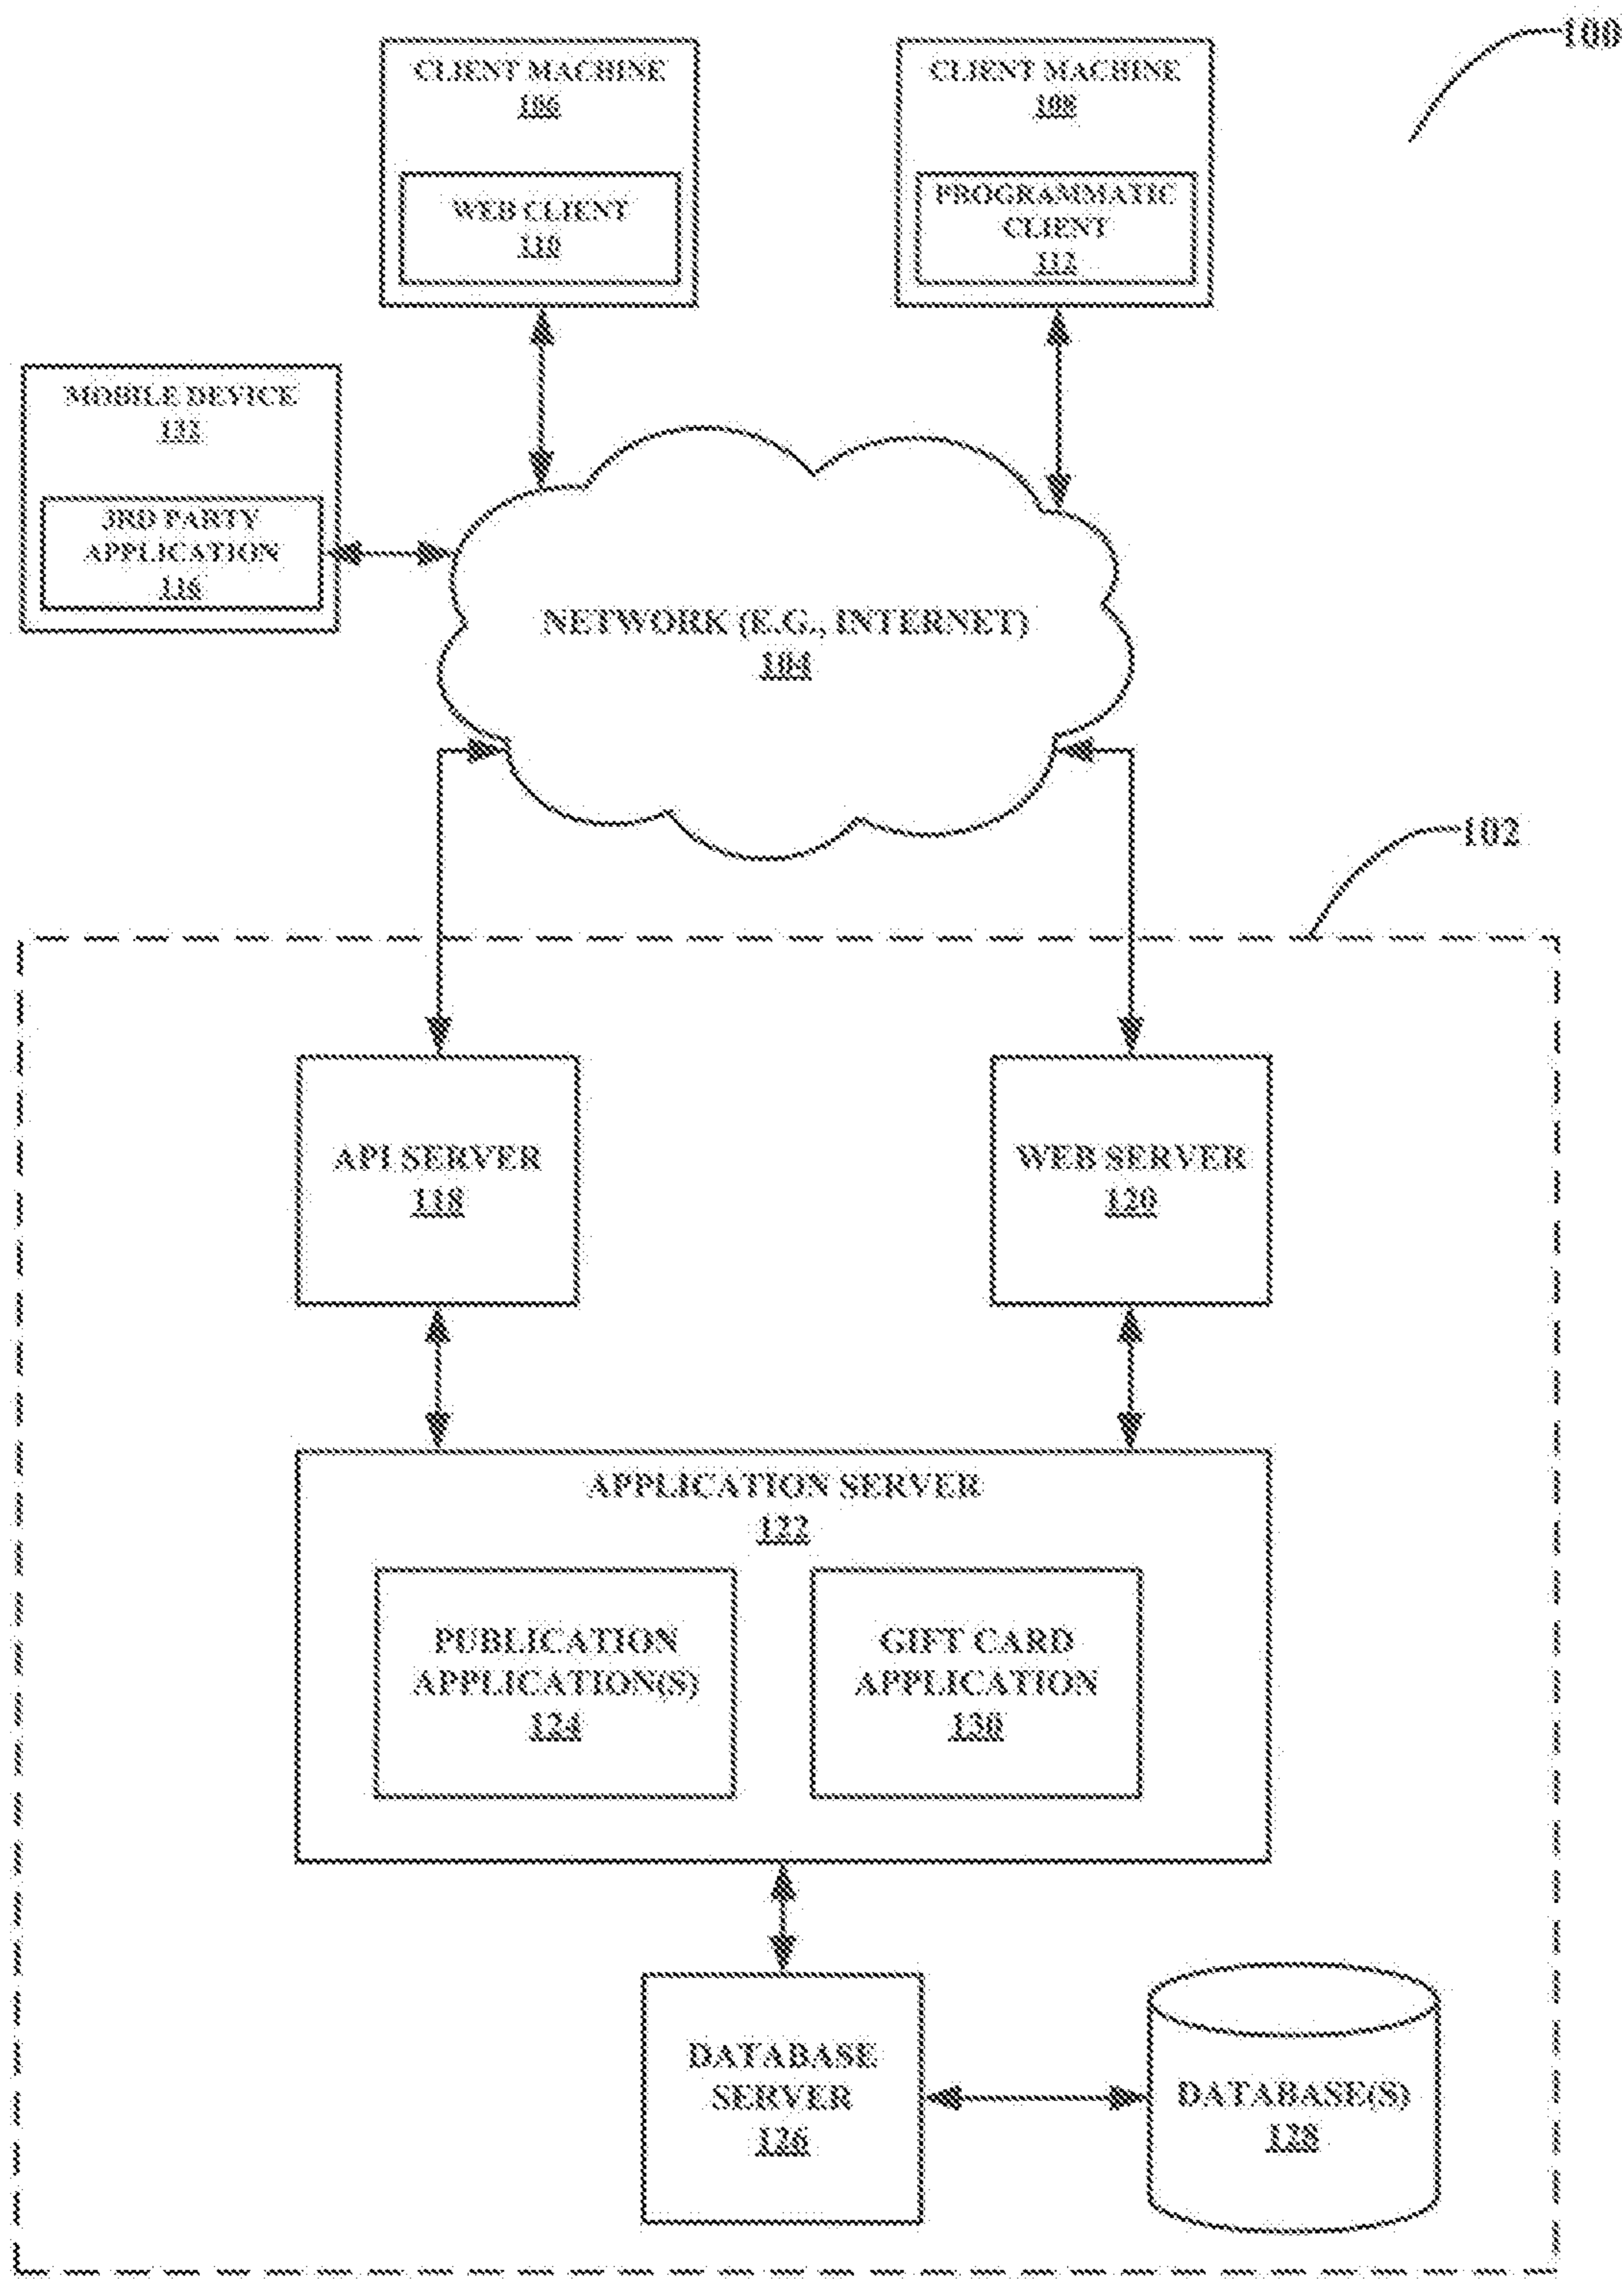 100
CLIENT MACHINE
106
WEB CLIENT
110
CLIENT MACHINE
108
PROGRAMMATIC
CLIENT
112
MOBILE DEVICE
3RD PARTY
APPLICATION
116
NETWORK (E.G., INTERNET)
104
102
API SERVER
118
WEB SERVER
120
APPLICATION SERVER
122
PUBLICATION
APPLICATION(S)
124
GIFT CARD
APPLICATION
130
DATABASE
SERVER
126
DATABASE(S)
128